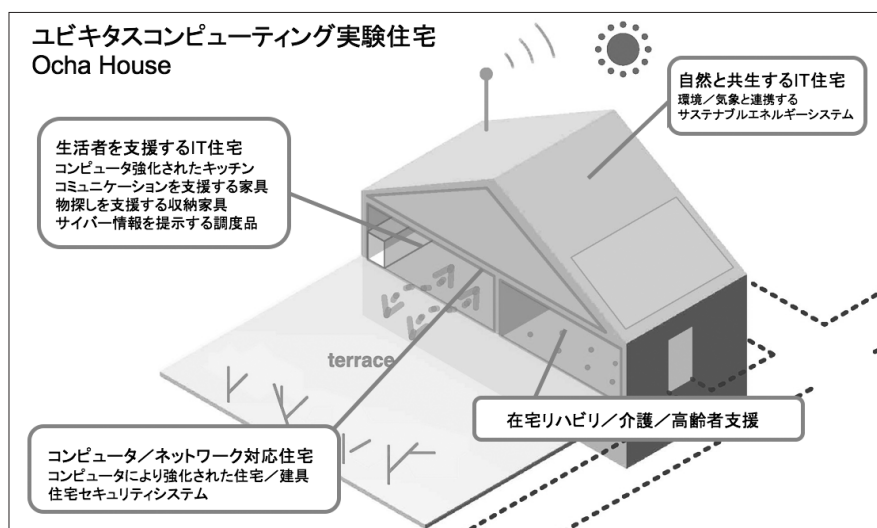 ユビキタスコンピューティング実験住宅
Ocha House
自然と共生するIT住宅
環境／気象と連携する
サステナブルエネルギーシステム
生活者を支援するIT住宅
コンピュータ強化されたキッチン
コミュニケーションを支援する家具
物探しを支援する収納家具
サイバー情報を提示する調度品
terrace
在宅リハビリ／介護／高齢者支援
コンピュータ／ネットワーク対応住宅
コンピュータにより強化された住宅／建具
住宅セキュリティシステム